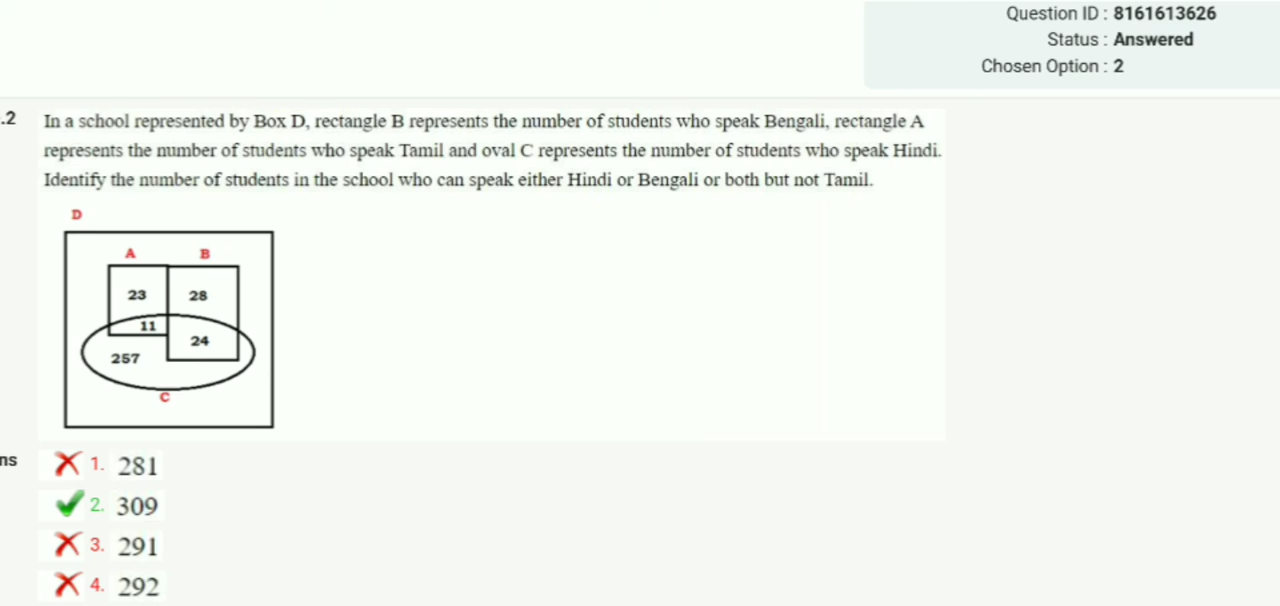 Question ID : 8161613626
Status : Answered
Chosen Option : 2
.2 In a school represented by Box D, rectangle B represents the number of students who speak Bengali, rectangle A
represents the number of students who speak Tamil and oval C represents the number of students who speak Hindi.
Identify the number of students in the school who can speak either Hindi or Bengali or both but not Tamil.
D
A B
23 28
11
24
257
C
ns 1. 281
2. 309
3. 291
4. 292